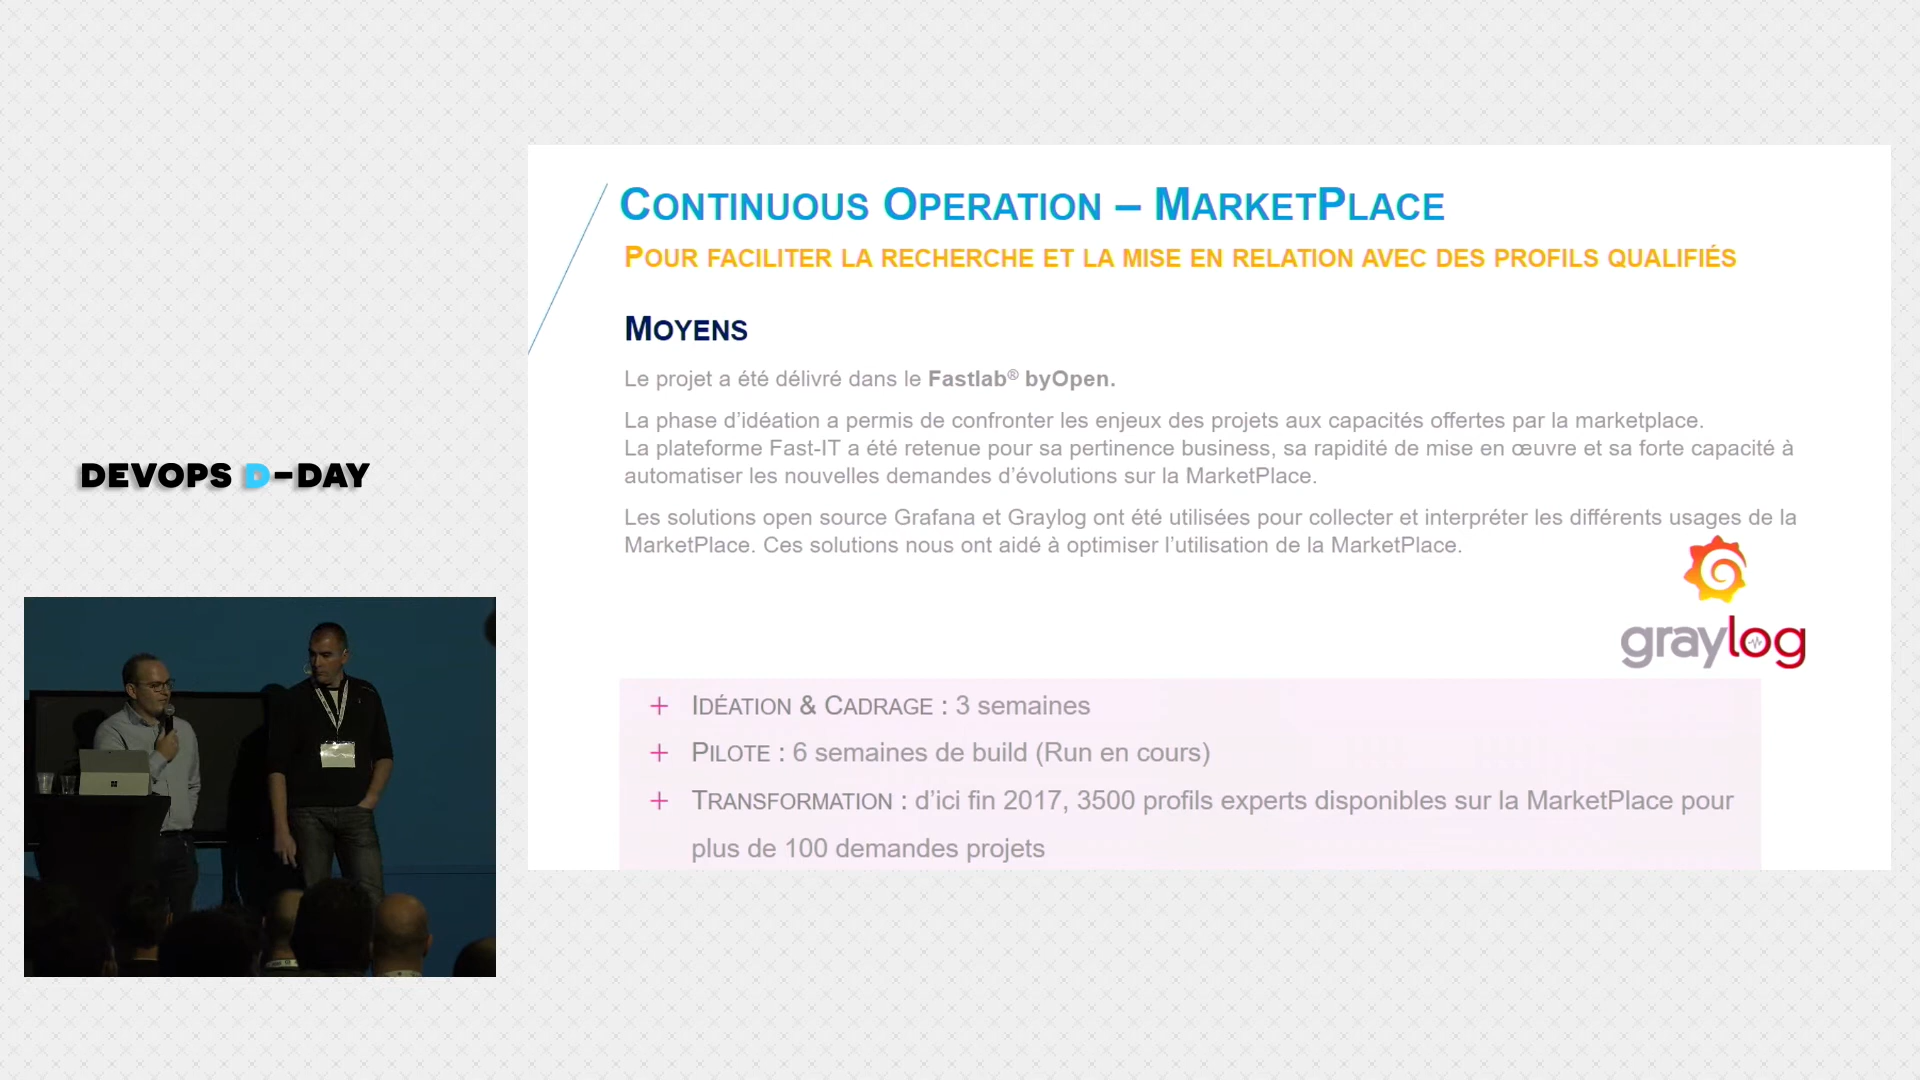 CONTINUOUS OPERATION – MARKETPLACE
POUR FACILITER LA RECHERCHE ET LA MISE EN RELATION AVEC DES PROFILS QUALIFIÉS
MOYENS
Le projet a été délivré dans le Fastlab® byOpen.
La phase d’idéation a permis de confronter les enjeux des projets aux capacités offertes par la marketplace.
La plateforme Fast-IT a été retenue pour sa pertinence business, sa rapidité de mise en œuvre et sa forte capacité à
automatiser les nouvelles demandes d’évolutions sur la MarketPlace.
Les solutions open source Grafana et Graylog ont été utilisées pour collecter et interpréter les différents usages de la
MarketPlace. Ces solutions nous ont aidé à optimiser l’utilisation de la MarketPlace.
graylog
+ IDÉATION & CADRAGE : 3 semaines
+ PILOTE : 6 semaines de build (Run en cours)
+ TRANSFORMATION : d’ici fin 2017, 3500 profils experts disponibles sur la MarketPlace pour
plus de 100 demandes projets
DEVOPS D-DAY